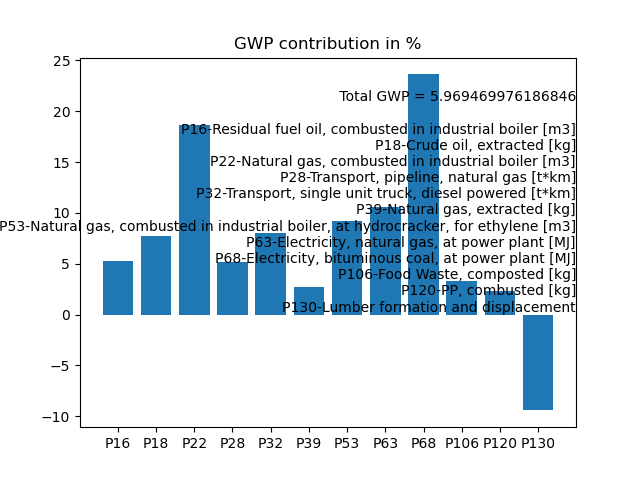 GWP contribution in %
25
20
15
10
5
0
−5
−10
Total GWP = 5.969469976186846
P16-Residual fuel oil, combusted in industrial boiler [m3]
P18-Crude oil, extracted [kg]
P22-Natural gas, combusted in industrial boiler [m3]
P28-Transport, pipeline, natural gas [t*km]
P32-Transport, single unit truck, diesel powered [t*km]
P39-Natural gas, extracted [kg]
P53-Natural gas, combusted in industrial boiler, at hydrocracker, for ethylene [m3]
P63-Electricity, natural gas, at power plant [MJ]
P68-Electricity, bituminous coal, at power plant [MJ]
P106-Food Waste, composted [kg]
P120-PP, combusted [kg]
P130-Lumber formation and displacement
P16 P18 P22 P28 P32 P39 P53 P63 P68 P106 P120 P130